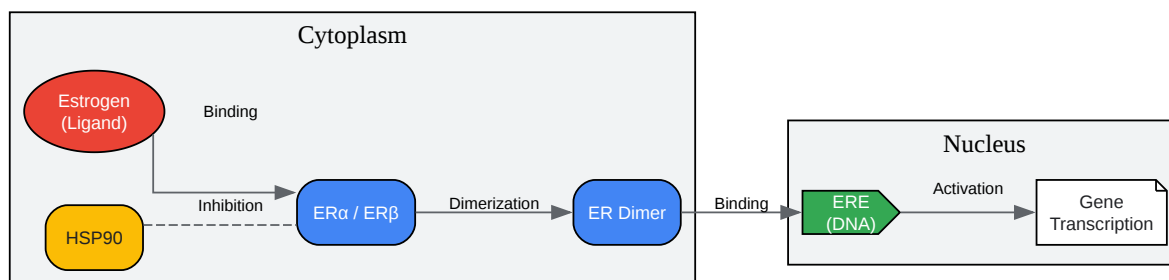 Cytoplasm
Estrogen
(Ligand)
Binding
Inhibition
HSP90
ERα / ERβ
Dimerization
ER Dimer
Binding
Nucleus
ERE
(DNA)
Activation
Gene
Transcription